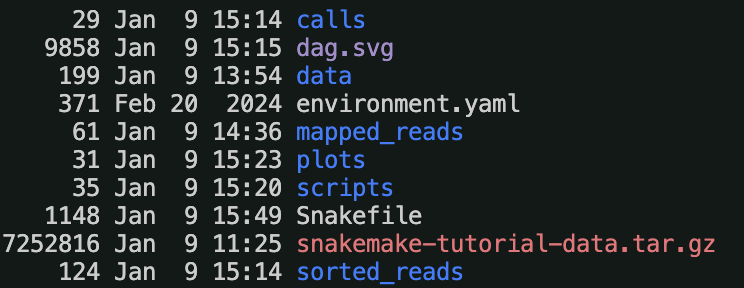 29 Jan  9 15:14 calls
9858 Jan  9 15:15 dag.svg
199 Jan  9 13:54 data
371 Feb 20  2024 environment.yaml
61 Jan  9 14:36 mapped_reads
31 Jan  9 15:23 plots
35 Jan  9 15:20 scripts
1148 Jan  9 15:49 Snakefile
7252816 Jan  9 11:25 snakemake-tutorial-data.tar.gz
124 Jan  9 15:14 sorted_reads